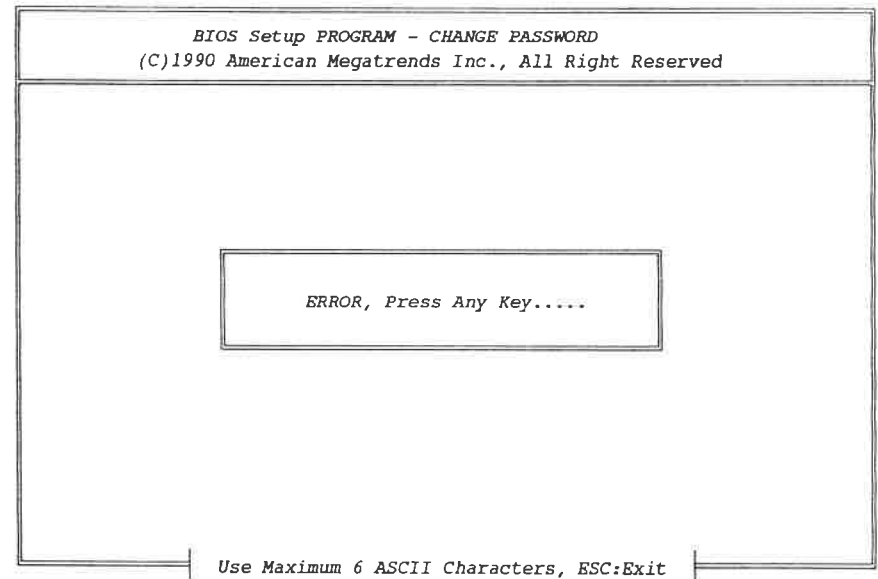 BIOS Setup PROGRAM - CHANGE PASSWORD
(C)1990 American Megatrends Inc., All Right Reserved
ERROR, Press Any Key.....
Use Maximum 6 ASCII Characters, ESC:Exit